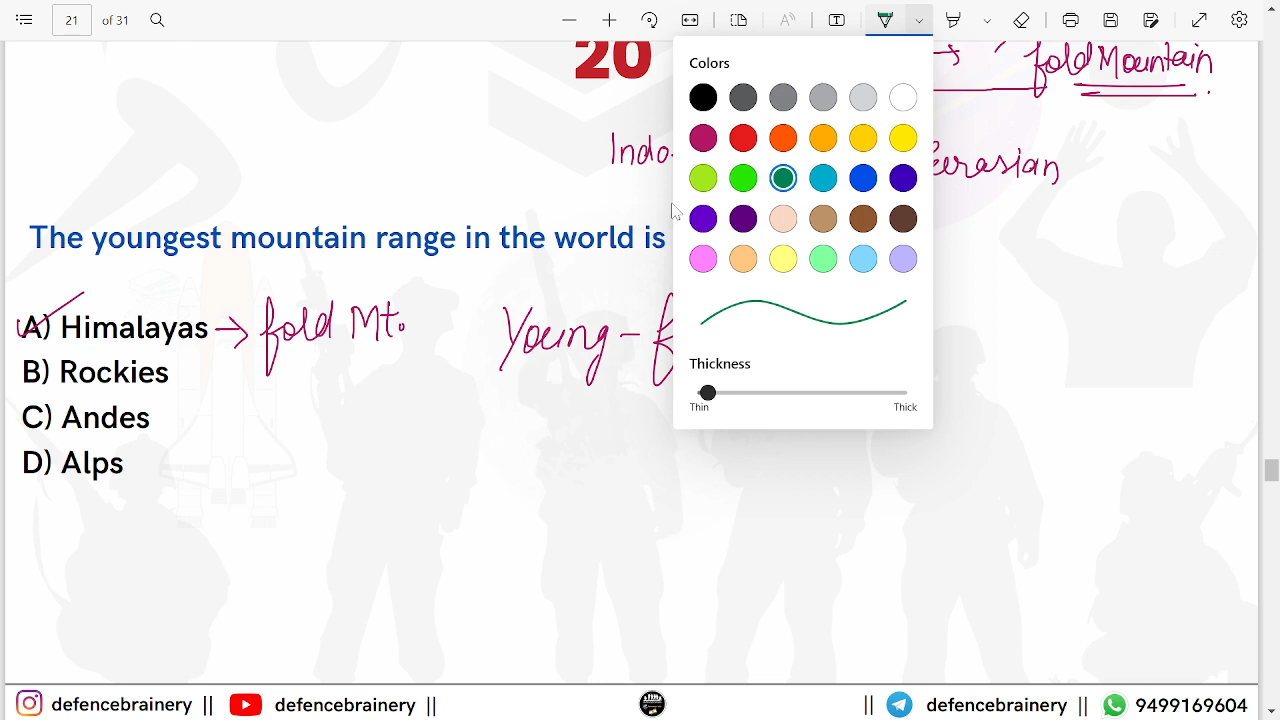 21 of 31
Colors
20
fold Mountain
Indo-
Eurasian
The youngest mountain range in the world is
A) Himalayas → fold Mt.
Young -
B) Rockies
C) Andes
D) Alps
Thickness
Thin Thick
defencebrainery || defencebrainery || || defencebrainery || 9499169604